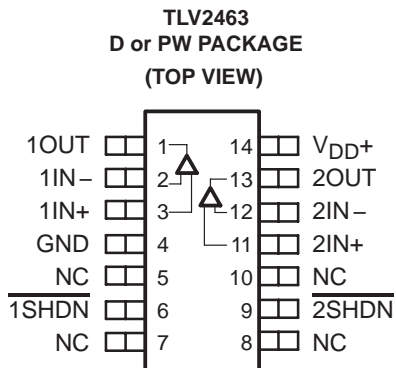 TLV2463
D or PW PACKAGE
(TOP VIEW)
1OUT 1 14 VDD+
1IN− 2 13 2OUT
1IN+ 3 12 2IN−
GND 4 11 2IN+
NC 5 10 NC
1SHDN 6 9 2SHDN
NC 7 8 NC